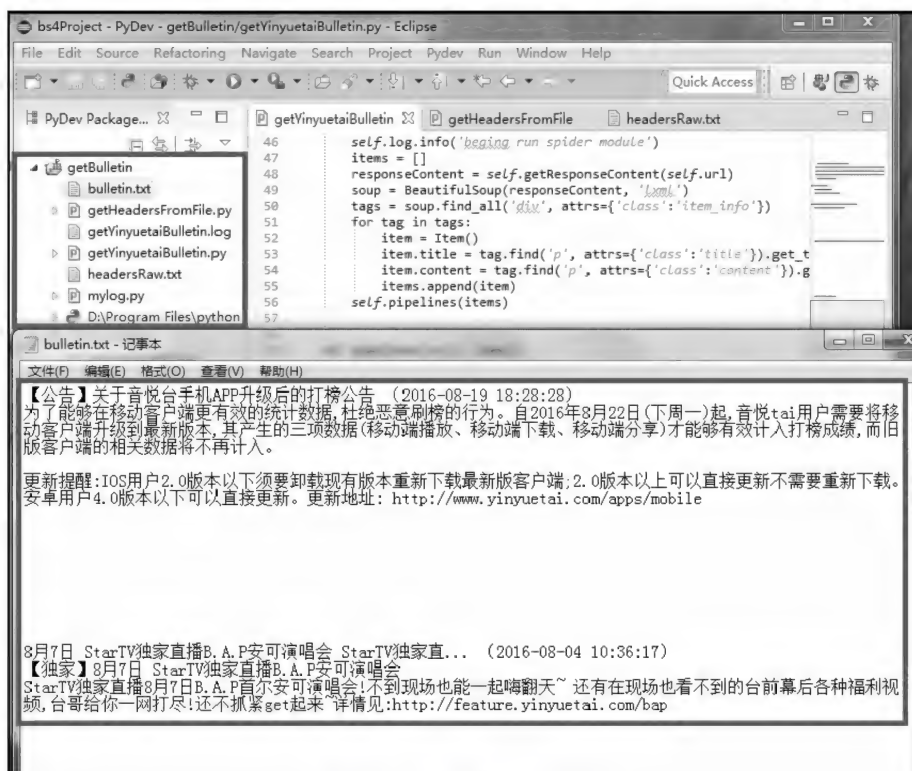 bs4Project - PyDev - getBulletin/getYinyuetaiBulletin.py - Eclipse
File Edit Source Refactoring Navigate Search Project Pydev Run Window Help
Quick Access
PyDev Package...
getYinyuetaiBulletin
getHeadersFromFile
headersRaw.txt
getBulletin
bulletin.txt
getHeadersFromFile.py
getYinyuetaiBulletin.log
getYinyuetaiBulletin.py
headersRaw.txt
mylog.py
D:\Program Files\python
46 self.log.info('beging run spider module')
47 items = []
48 responseContent = self.getResponseContent(self.url)
49 soup = BeautifulSoup(responseContent, 'lxml')
50 tags = soup.find_all('div', attrs={'class':'item_info'})
51 for tag in tags:
52 item = Item()
53 item.title = tag.find('p', attrs={'class':'title'}).get_t
54 item.content = tag.find('p', attrs={'class':'content'}).g
55 items.append(item)
56 self.pipelines(items)
57
bulletin.txt - 记事本
文件(F) 编辑(E) 格式(O) 查看(V) 帮助(H)
【公告】关于音悦台手机APP升级后的打榜公告 (2016-08-19 18:28:28)
为了能够在移动客户端更有效的统计数据,杜绝恶意刷榜的行为。自2016年8月22日(下周一)起,音悦tai用户需要将移
动客户端升级到最新版本,其产生的三项数据(移动端播放、移动端下载、移动端分享)才能够有效计入打榜成绩,而旧
版客户端的相关数据将不再计入。
更新提醒:IOS用户2.0版本以下须要卸载现有版本重新下载最新版客户端;2.0版本以上可以直接更新不需要重新下载。
安卓用户4.0版本以下可以直接更新。更新地址: http://www.yinyuetai.com/apps/mobile
8月7日 StarTV独家直播B.A.P安可演唱会 StarTV独家直... (2016-08-04 10:36:17)
【独家】8月7日 StarTV独家直播B.A.P安可演唱会
StarTV独家直播8月7日B.A.P首尔安可演唱会!不到现场也能一起嗨翻天~ 还有在现场也看不到的台前幕后各种福利视
频,台哥给你一网打尽!还不抓紧get起来~详情见:http://feature.yinyuetai.com/bap